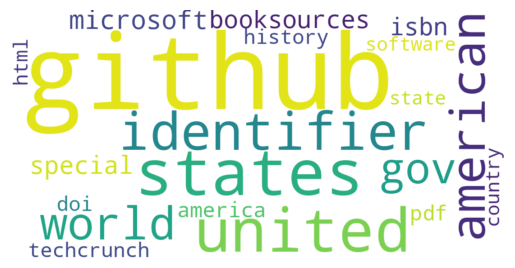 microsoft booksources isbn
html history software
github american
state
identifier
states gov
special country
doi america pdf
world united
techcrunch